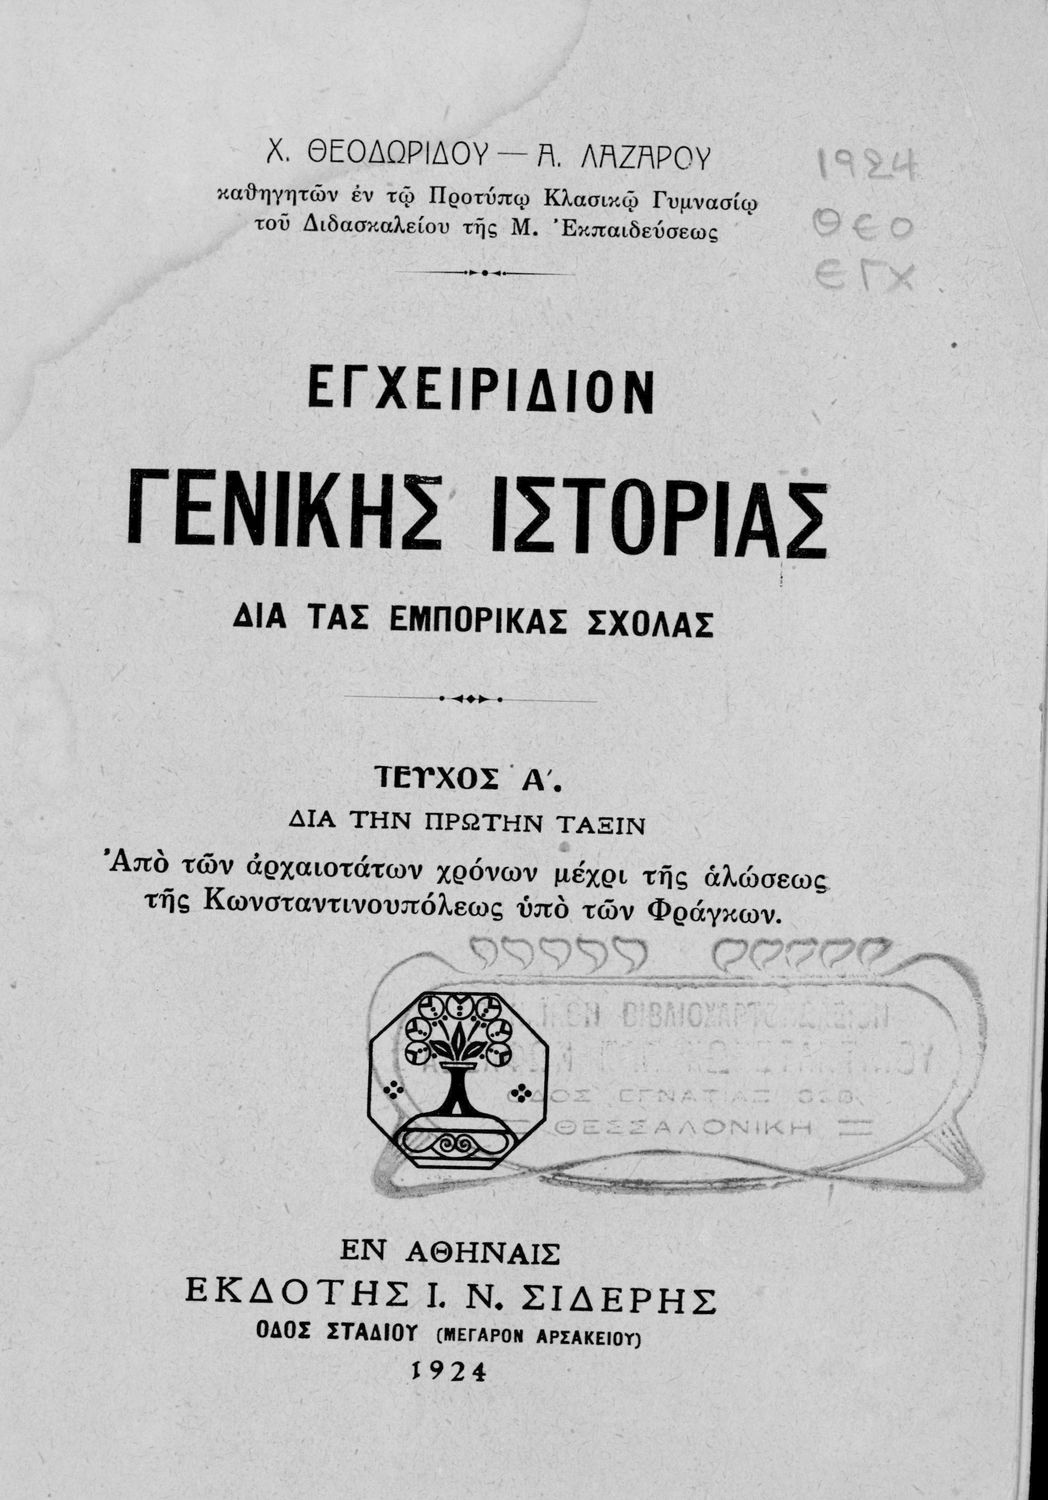 Χ. ΘΕΟΔΩΡΙΔΟΥ — Α. ΛΑΖΑΡΟΥ
καθηγητῶν ἐν τῷ Προτύπῳ Κλασικῷ Γυμνασίῳ
τοῦ Διδασκαλείου τῆς Μ. Ἐκπαιδεύσεως
1924
ΘΕΟ
ΕΓΧ
ΕΓΧΕΙΡΙΔΙΟΝ
ΓΕΝΙΚΗΣ ΙΣΤΟΡΙΑΣ
ΔΙΑ ΤΑΣ ΕΜΠΟΡΙΚΑΣ ΣΧΟΛΑΣ
ΤΕΥΧΟΣ Α΄.
ΔΙΑ ΤΗΝ ΠΡΩΤΗΝ ΤΑΞΙΝ
Ἀπὸ τῶν ἀρχαιοτάτων χρόνων μέχρι τῆς ἁλώσεως
τῆς Κωνσταντινουπόλεως ὑπὸ τῶν Φράγκων.
ΟΔΟΣ ΕΓΝΑΤΙΑΣ
ΘΕΣΣΑΛΟΝΙΚΗ
ΕΝ ΑΘΗΝΑΙΣ
ΕΚΔΟΤΗΣ Ι. Ν. ΣΙΔΕΡΗΣ
ΟΔΟΣ ΣΤΑΔΙΟΥ (ΜΕΓΑΡΟΝ ΑΡΣΑΚΕΙΟΥ)
1924